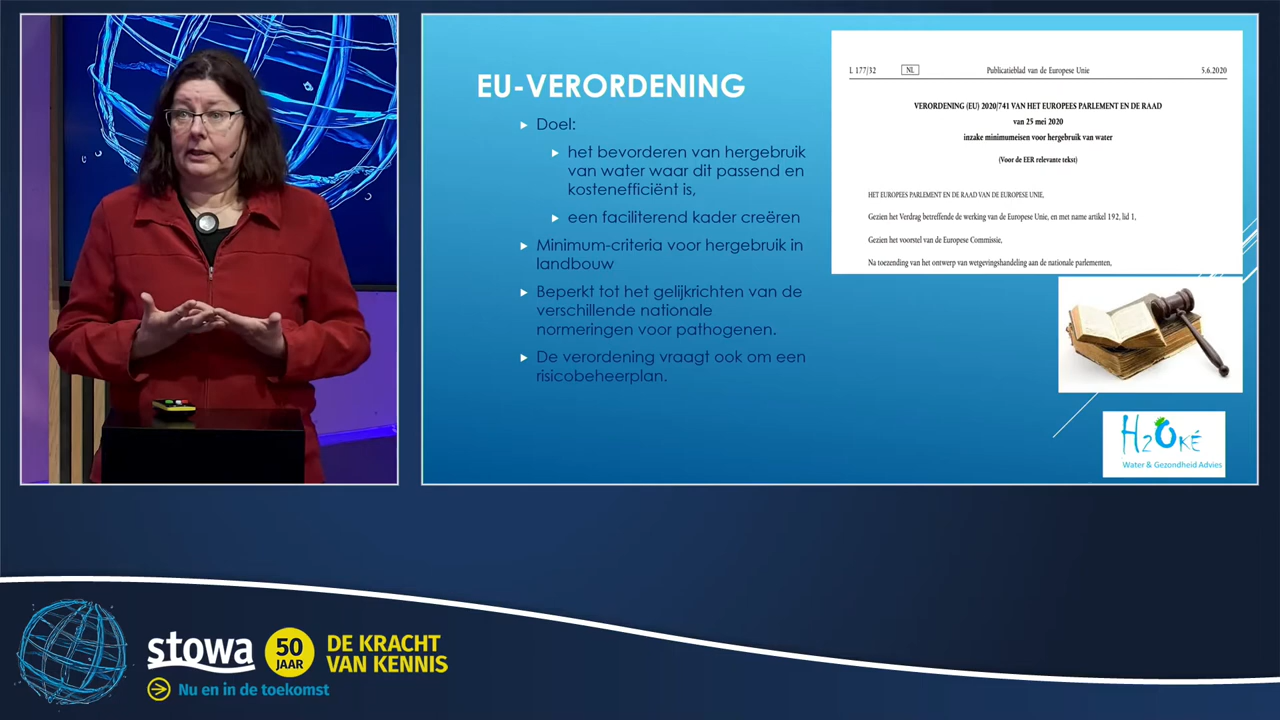 EU-VERORDENING
Doel:
het bevorderen van hergebruik
van water waar dit passend en
kostenefficiënt is,
een faciliterend kader creëren
Minimum-criteria voor hergebruik in
landbouw
Beperkt tot het gelijkrichten van de
verschillende nationale
normeringen voor pathogenen.
De verordening vraagt ook om een
risicobeheerplan.
L 177/32 NL Publicatieblad van de Europese Unie 5.6.2020
VERORDENING (EU) 2020/741 VAN HET EUROPEES PARLEMENT EN DE RAAD
van 25 mei 2020
inzake minimumeisen voor hergebruik van water
(Voor de EER relevante tekst)
HET EUROPEES PARLEMENT EN DE RAAD VAN DE EUROPESE UNIE,
Gezien het Verdrag betreffende de werking van de Europese Unie, en met name artikel 192, lid 1,
Gezien het voorstel van de Europese Commissie,
Na toezending van het ontwerp van wetgevingshandeling aan de nationale parlementen,
H2OKÉ
Water & Gezondheid Advies
stowa
50
JAAR
DE KRACHT
VAN KENNIS
Nu en in de toekomst